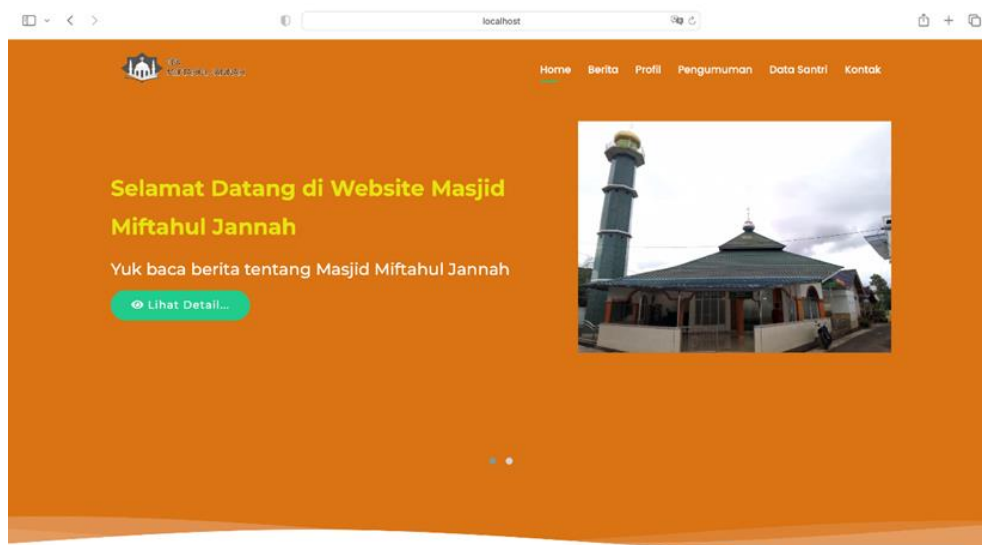 localhost
Home Berita Profil Pengumuman Data Santri Kontak
Selamat Datang di Website Masjid
Miftahul Jannah
Yuk baca berita tentang Masjid Miftahul Jannah
Lihat Detail...